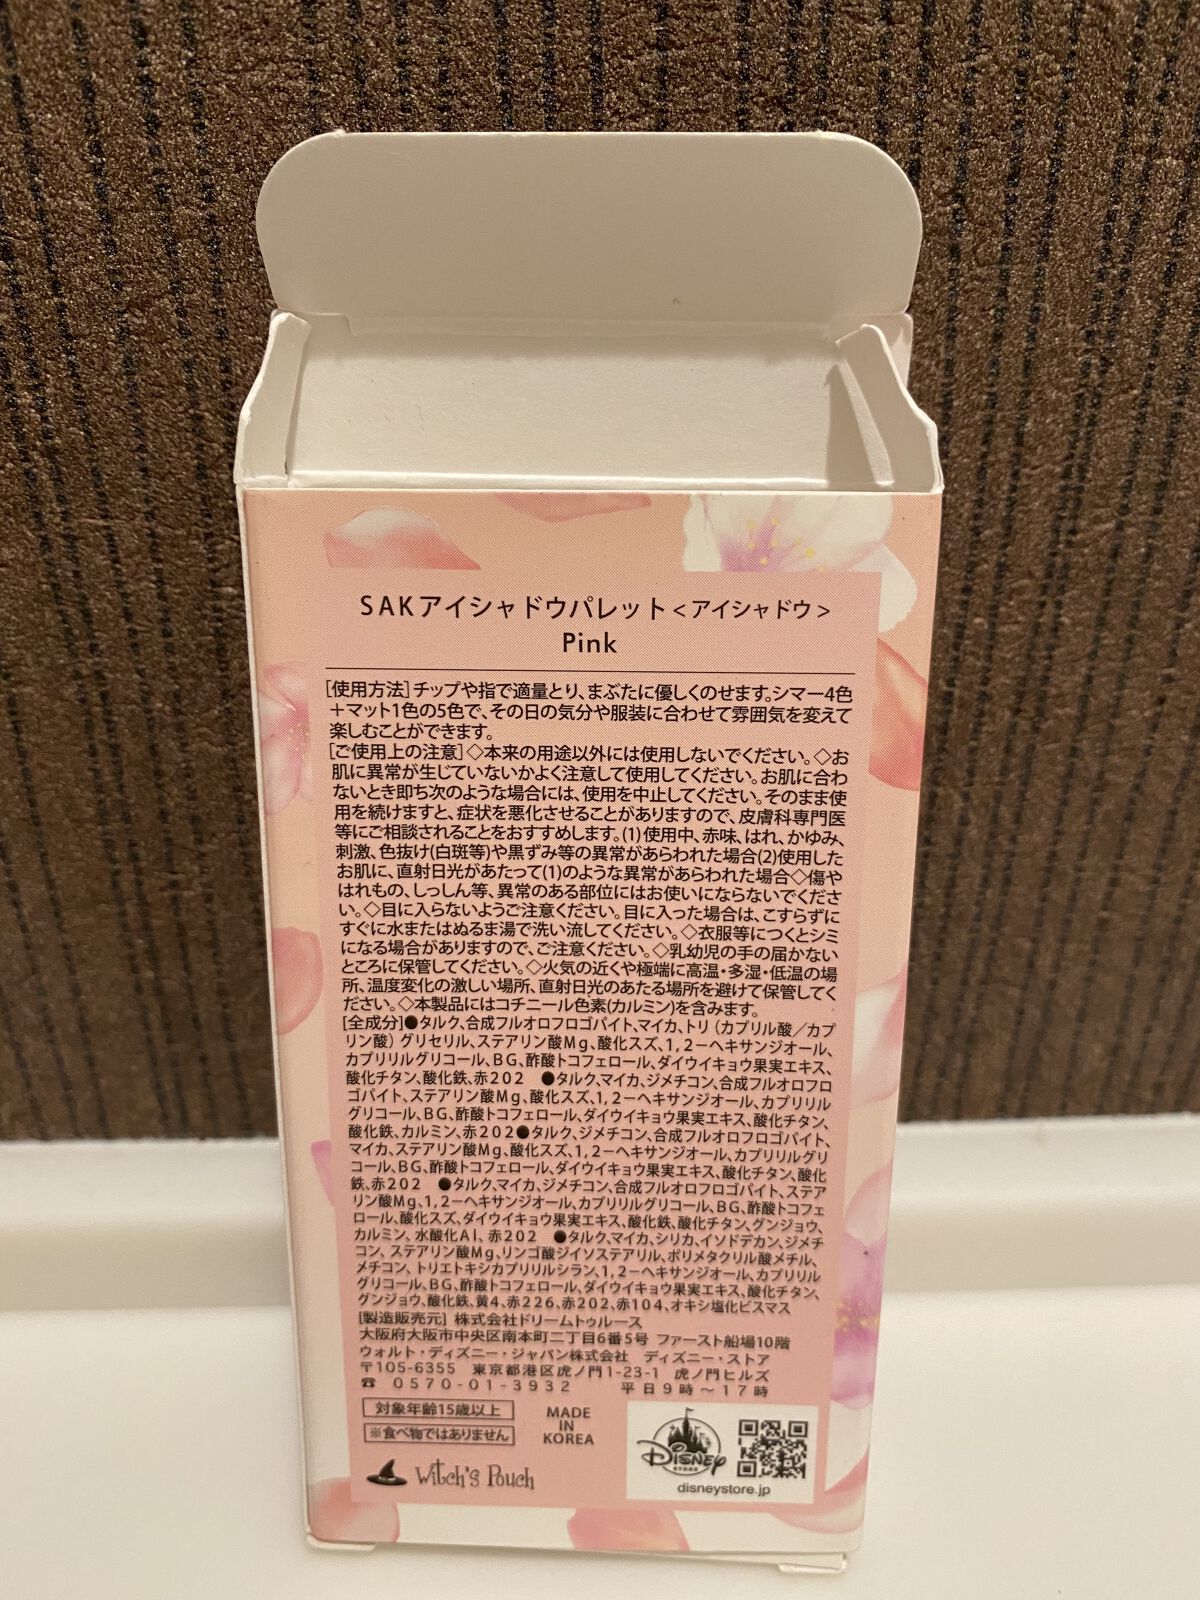 SAKアイシャドウパレット<アイシャドウ>
Pink
[使用方法]チップや指で適量とり、まぶたに優しくのせます。シマー4色
＋マット1色の5色で、その日の気分や服装に合わせて雰囲気を変えて
楽しむことができます。
[ご使用上の注意]◇本来の用途以外には使用しないでください。◇お
肌に異常が生じていないかよく注意して使用してください。お肌に合わ
ないとき即ち次のような場合には、使用を中止してください。そのまま使
用を続けますと、症状を悪化させることがありますので、皮膚科専門医
等にご相談されることをおすすめします。(1)使用中、赤味、はれ、かゆみ、
刺激、色抜け(白斑等)や黒ずみ等の異常があらわれた場合(2)使用した
お肌に、直射日光があたって(1)のような異常があらわれた場合◇傷や
はれもの、しっしん等、異常のある部位にはお使いにならないでくださ
い。◇目に入らないようご注意ください。目に入った場合は、こすらずに
すぐに水またはぬるま湯で洗い流してください。◇衣服等につくとシミ
になる場合がありますので、ご注意ください。◇乳幼児の手の届かない
ところに保管してください。◇火気の近くや極端に高温・多湿・低温の場
所、温度変化の激しい場所、直射日光のあたる場所を避けて保管してく
ださい。◇本製品にはコチニール色素(カルミン)を含みます。
[全成分]●タルク、合成フルオロフロゴパイト、マイカ、トリ（カプリル酸／カプ
リン酸）グリセリル、ステアリン酸Mg、酸化スズ、1,2－ヘキサンジオール、
カプリリルグリコール、BG、酢酸トコフェロール、ダイウイキョウ果実エキス、
酸化チタン、酸化鉄、赤202 ●タルク、マイカ、ジメチコン、合成フルオロフロ
ゴパイト、ステアリン酸Mg、酸化スズ、1,2－ヘキサンジオール、カプリリル
グリコール、BG、酢酸トコフェロール、ダイウイキョウ果実エキス、酸化チタン、
酸化鉄、カルミン、赤202●タルク、ジメチコン、合成フルオロフロゴパイト、
マイカ、ステアリン酸Mg、酸化スズ、1,2－ヘキサンジオール、カプリリルグリ
コール、BG、酢酸トコフェロール、ダイウイキョウ果実エキス、酸化チタン、酸化
鉄、赤202 ●タルク、マイカ、ジメチコン、合成フルオロフロゴパイト、ステア
リン酸Mg、1,2－ヘキサンジオール、カプリリルグリコール、BG、酢酸トコフェ
ロール、酸化スズ、ダイウイキョウ果実エキス、酸化鉄、酸化チタン、グンジョウ、
カルミン、水酸化Al、赤202 ●タルク、マイカ、シリカ、イソドデカン、ジメチ
コン、ステアリン酸Mg、リンゴ酸ジイソステアリル、ポリメタクリル酸メチル、
メチコン、トリエトキシカプリリルシラン、1,2－ヘキサンジオール、カプリリル
グリコール、BG、酢酸トコフェロール、ダイウイキョウ果実エキス、酸化チタン、
グンジョウ、酸化鉄、黄4、赤226、赤202、赤104、オキシ塩化ビスマス
[製造販売元] 株式会社ドリームトゥルース
大阪府大阪市中央区南本町二丁目6番5号 ファースト船場10階
ウォルト・ディズニー・ジャパン株式会社 ディズニー・ストア
〒105-6355 東京都港区虎ノ門1-23-1 虎ノ門ヒルズ
☎ 0570-01-3932 平日9時～17時
対象年齢15歳以上
※食べ物ではありません
MADE
IN
KOREA
Witch's Pouch
Disney
STORE
disneystore.jp